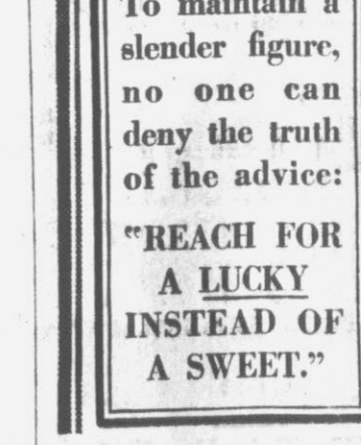 To maintain a
slender figure,
no one can
deny the truth
of the advice:
“REACH FOR
A LUCKY
INSTEAD OF
A SWEET.”